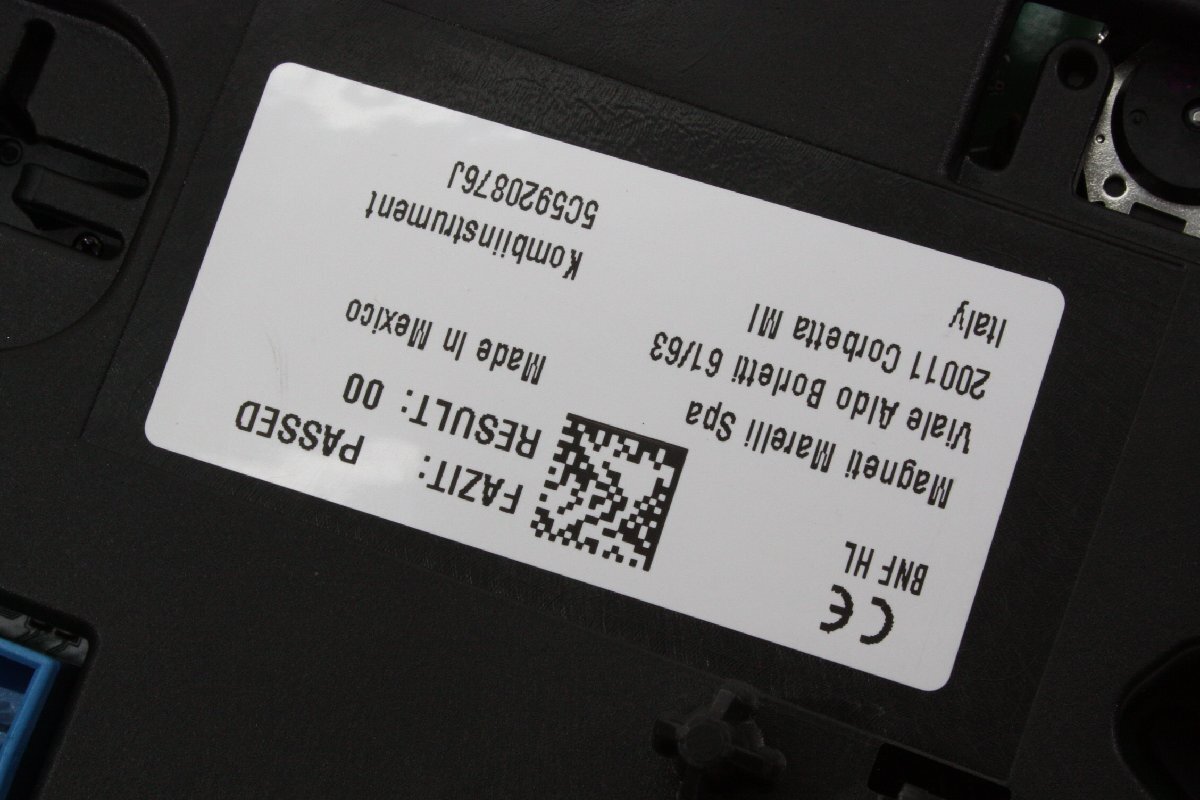 CE
BNF HL
Magneti Marelli Spa
Viale Aldo Borletti 61/63
20011 Corbetta MI
Italy
FAZIT: PASSED
RESULT: 00
Made In Mexico
Kombiinstrument
5C5920876J